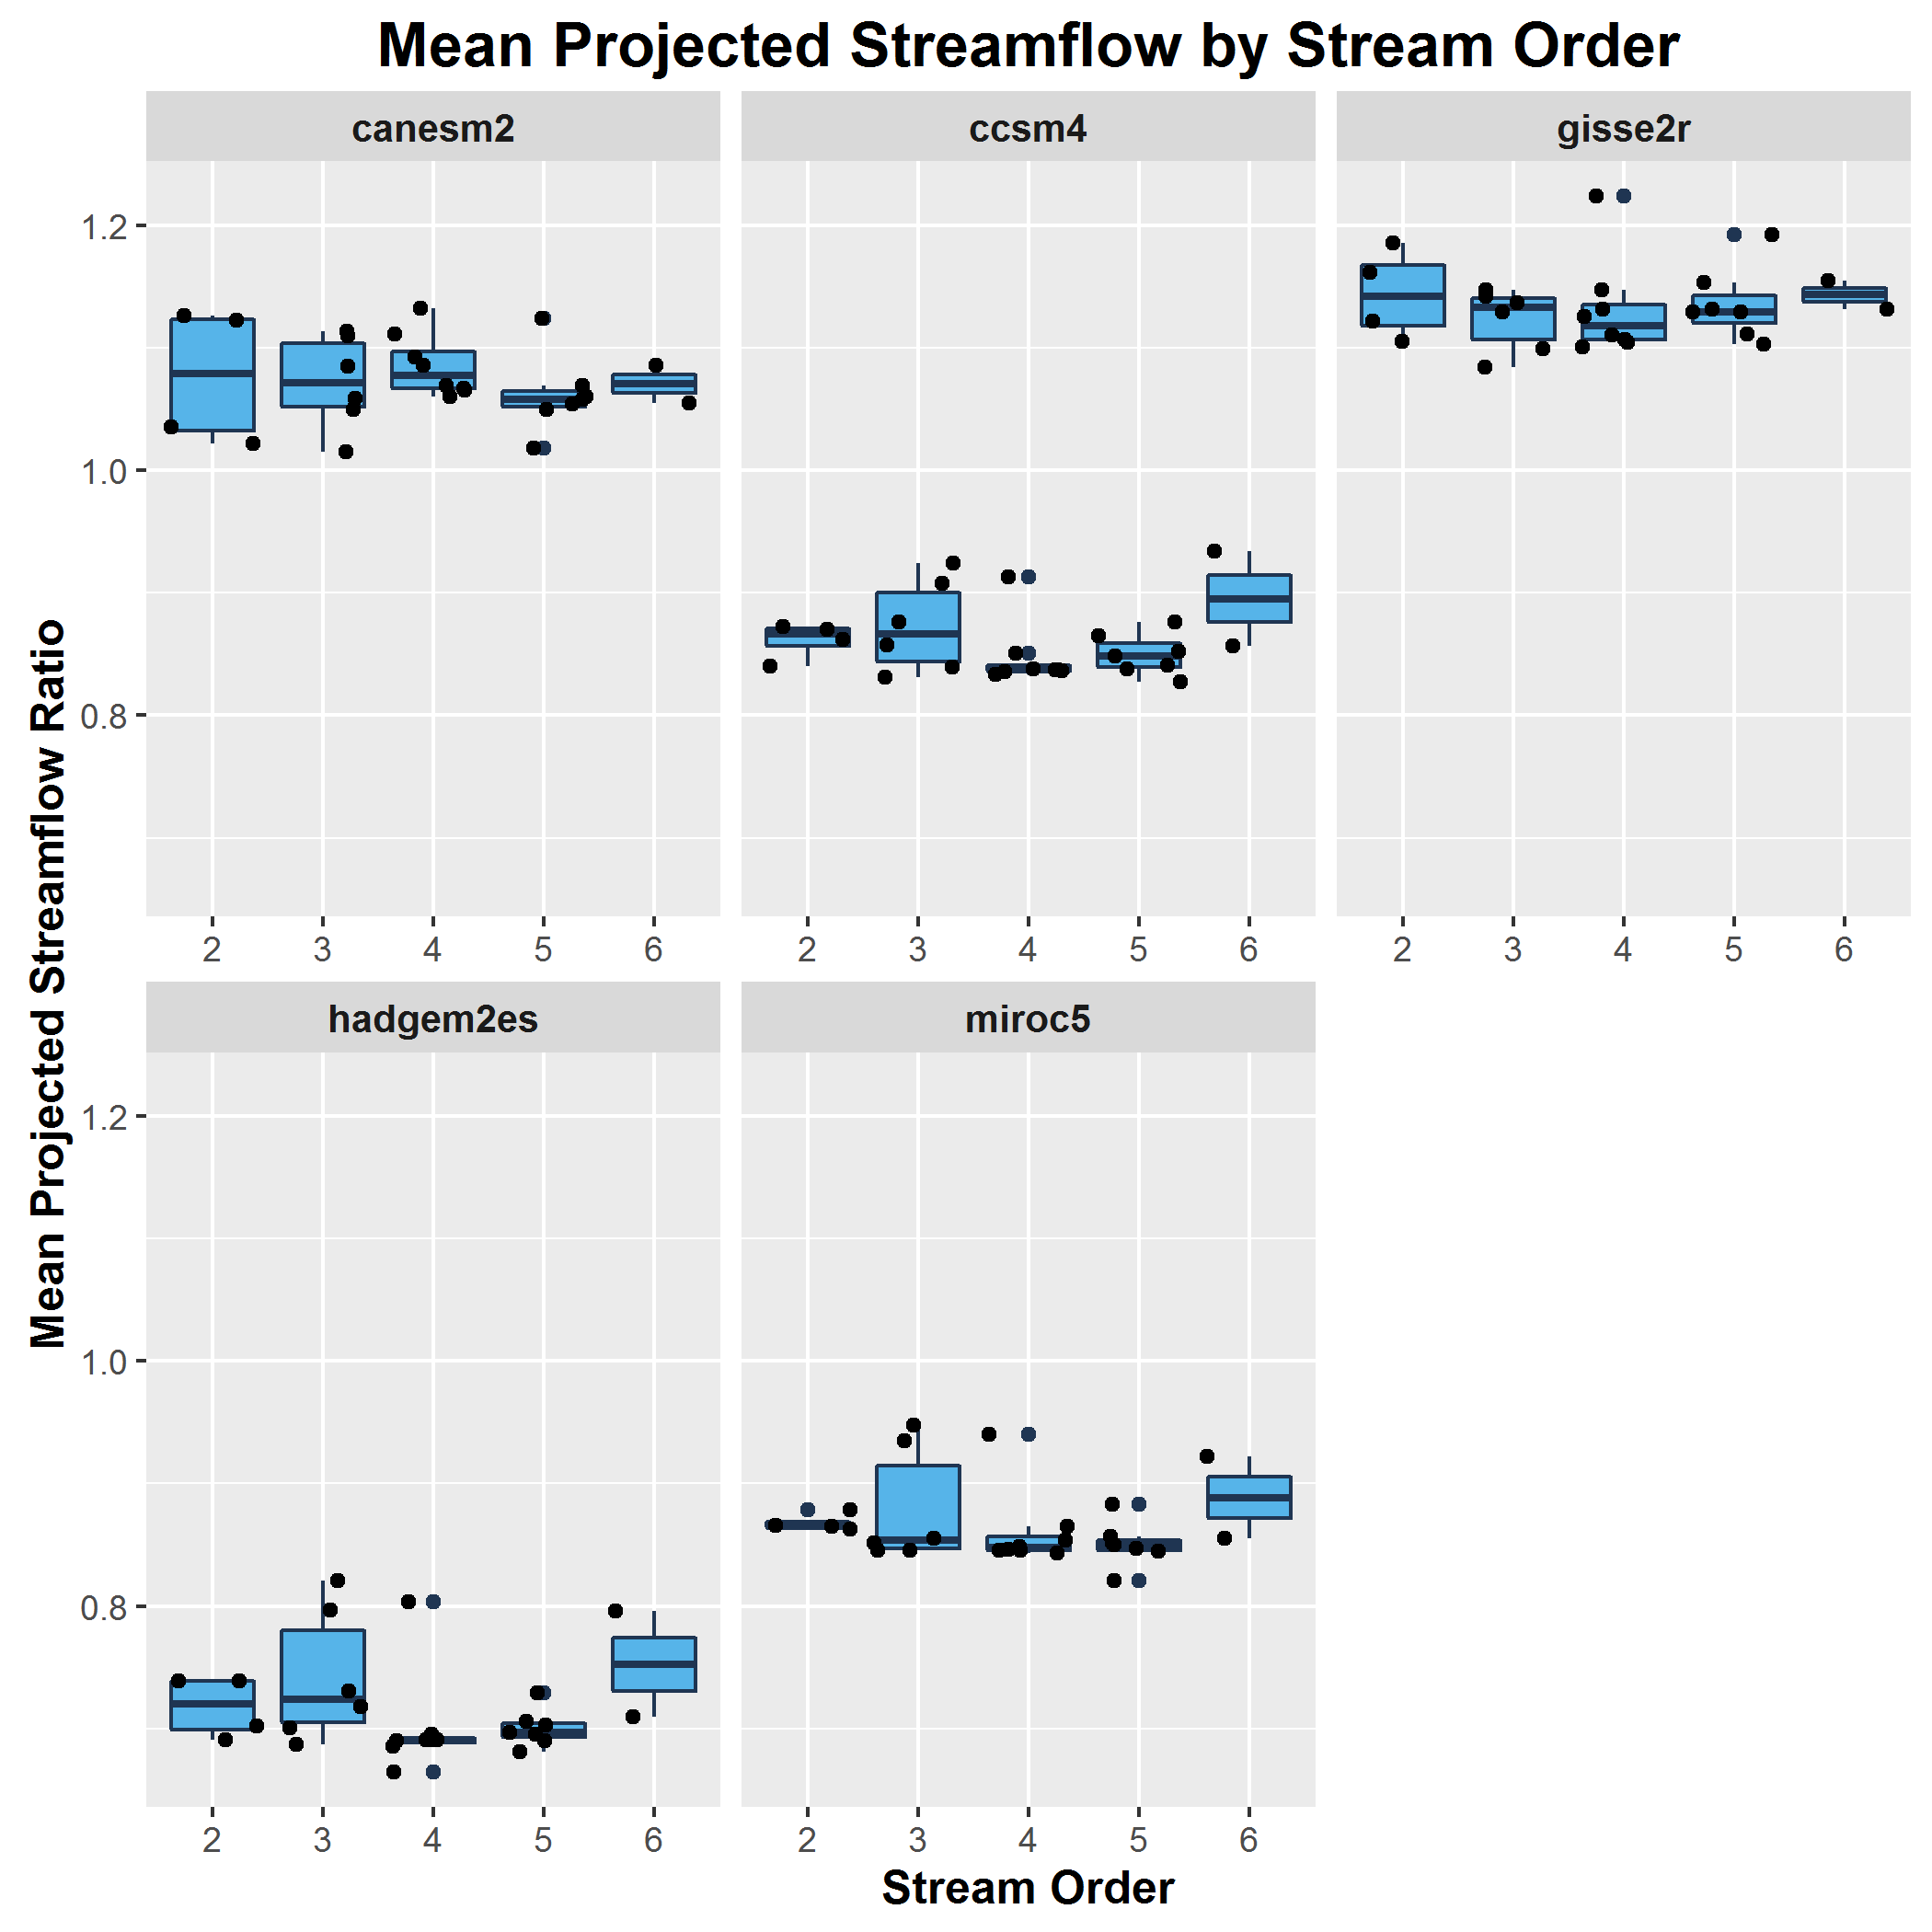 Mean Projected Streamflow by Stream Order
canesm2
ccsm4
gisse2r
1.2
1.0
0.8
2 3 4 5 6
2 3 4 5 6
2 3 4 5 6
Mean Projected Streamflow Ratio
hadgem2es
miroc5
1.2
1.0
0.8
2 3 4 5 6
2 3 4 5 6
Stream Order